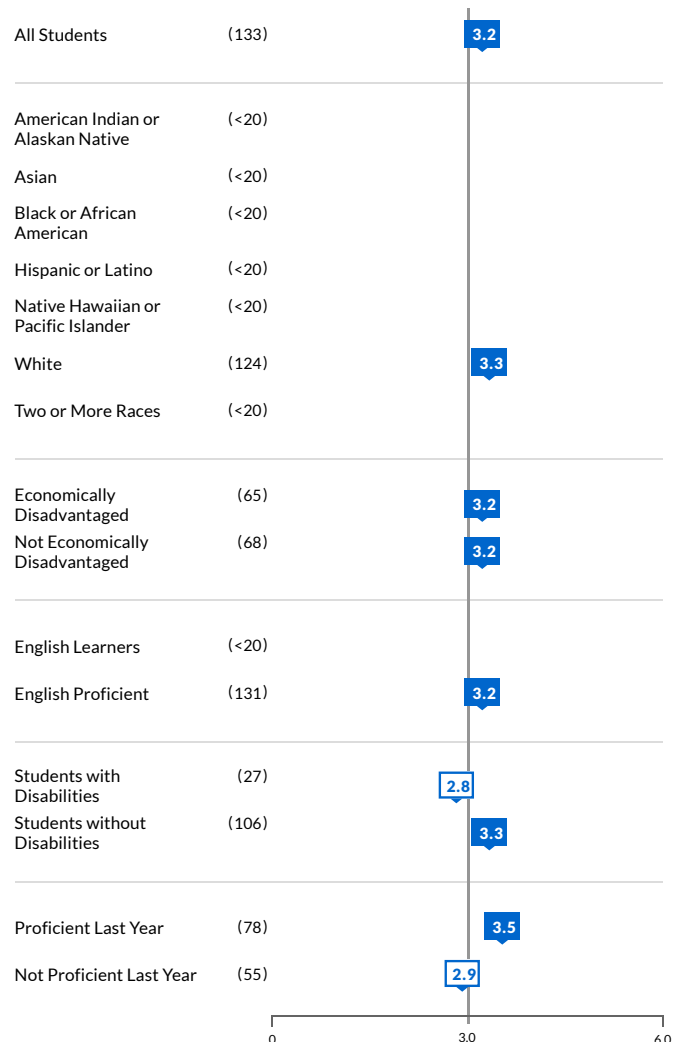 All Students (133) 3.2
American Indian or (<20)
Alaskan Native
Asian (<20)
Black or African (<20)
American
Hispanic or Latino (<20)
Native Hawaiian or (<20)
Pacific Islander
White (124) 3.3
Two or More Races (<20)
Economically (65) 3.2
Disadvantaged
Not Economically (68) 3.2
Disadvantaged
English Learners (<20)
English Proficient (131) 3.2
Students with (27) 2.8
Disabilities
Students without (106) 3.3
Disabilities
Proficient Last Year (78) 3.5
Not Proficient Last Year (55) 2.9
0 3.0 6.0